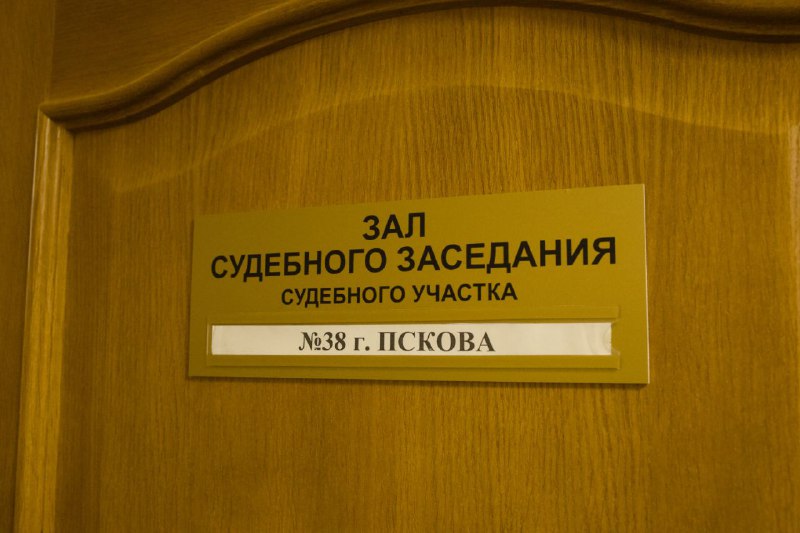 ЗАЛ
СУДЕБНОГО ЗАСЕДАНИЯ
СУДЕБНОГО УЧАСТКА
№38 г. ПСКОВА